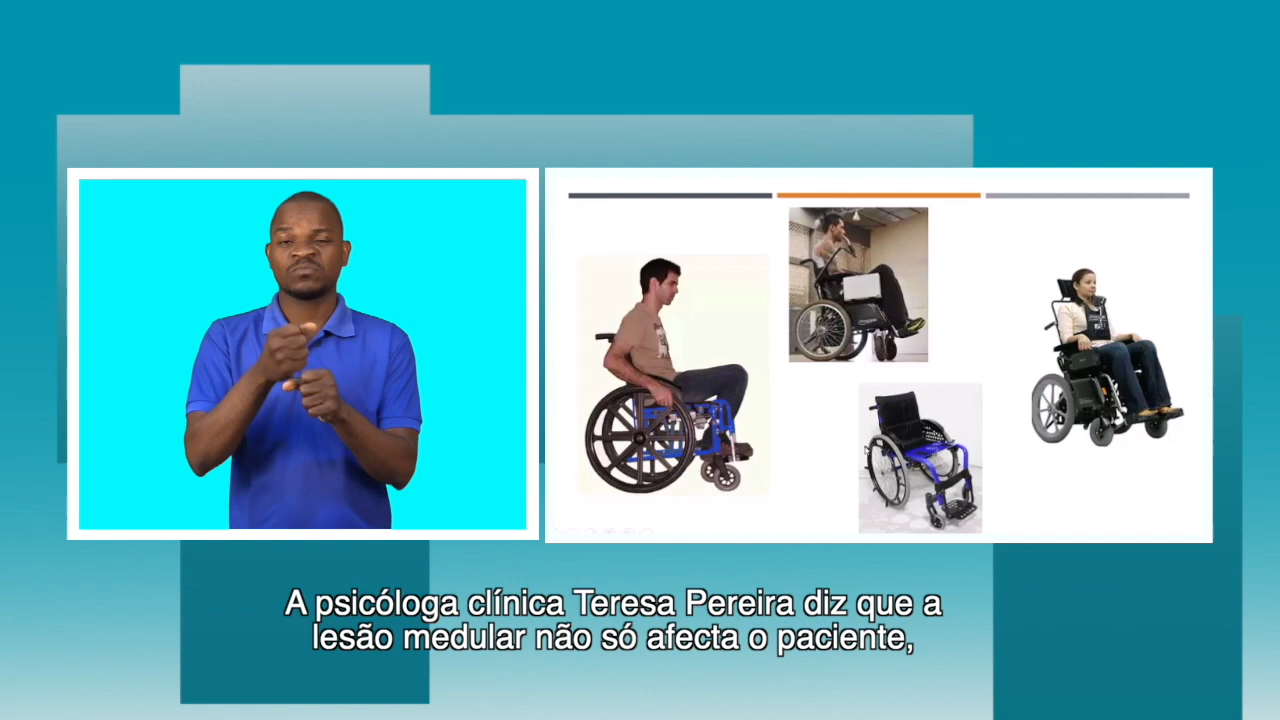 A psicóloga clínica Teresa Pereira diz que a
lesão medular não só afecta o paciente,